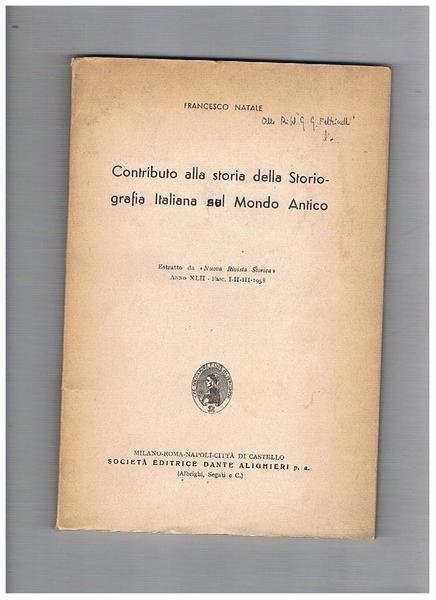 FRANCESCO NATALE
G. G. Feltrinelli
Contributo alla storia della Storio-
grafia Italiana sul Mondo Antico
Estratto da «Nuova Rivista Storica»
ANNO XLII - Fasc. I-II-III-1958
MILANO-ROMA-NAPOLI-CITTÀ DI CASTELLO
SOCIETÀ EDITRICE DANTE ALIGHIERI p. a.
(Albrighi, Segati e C.)